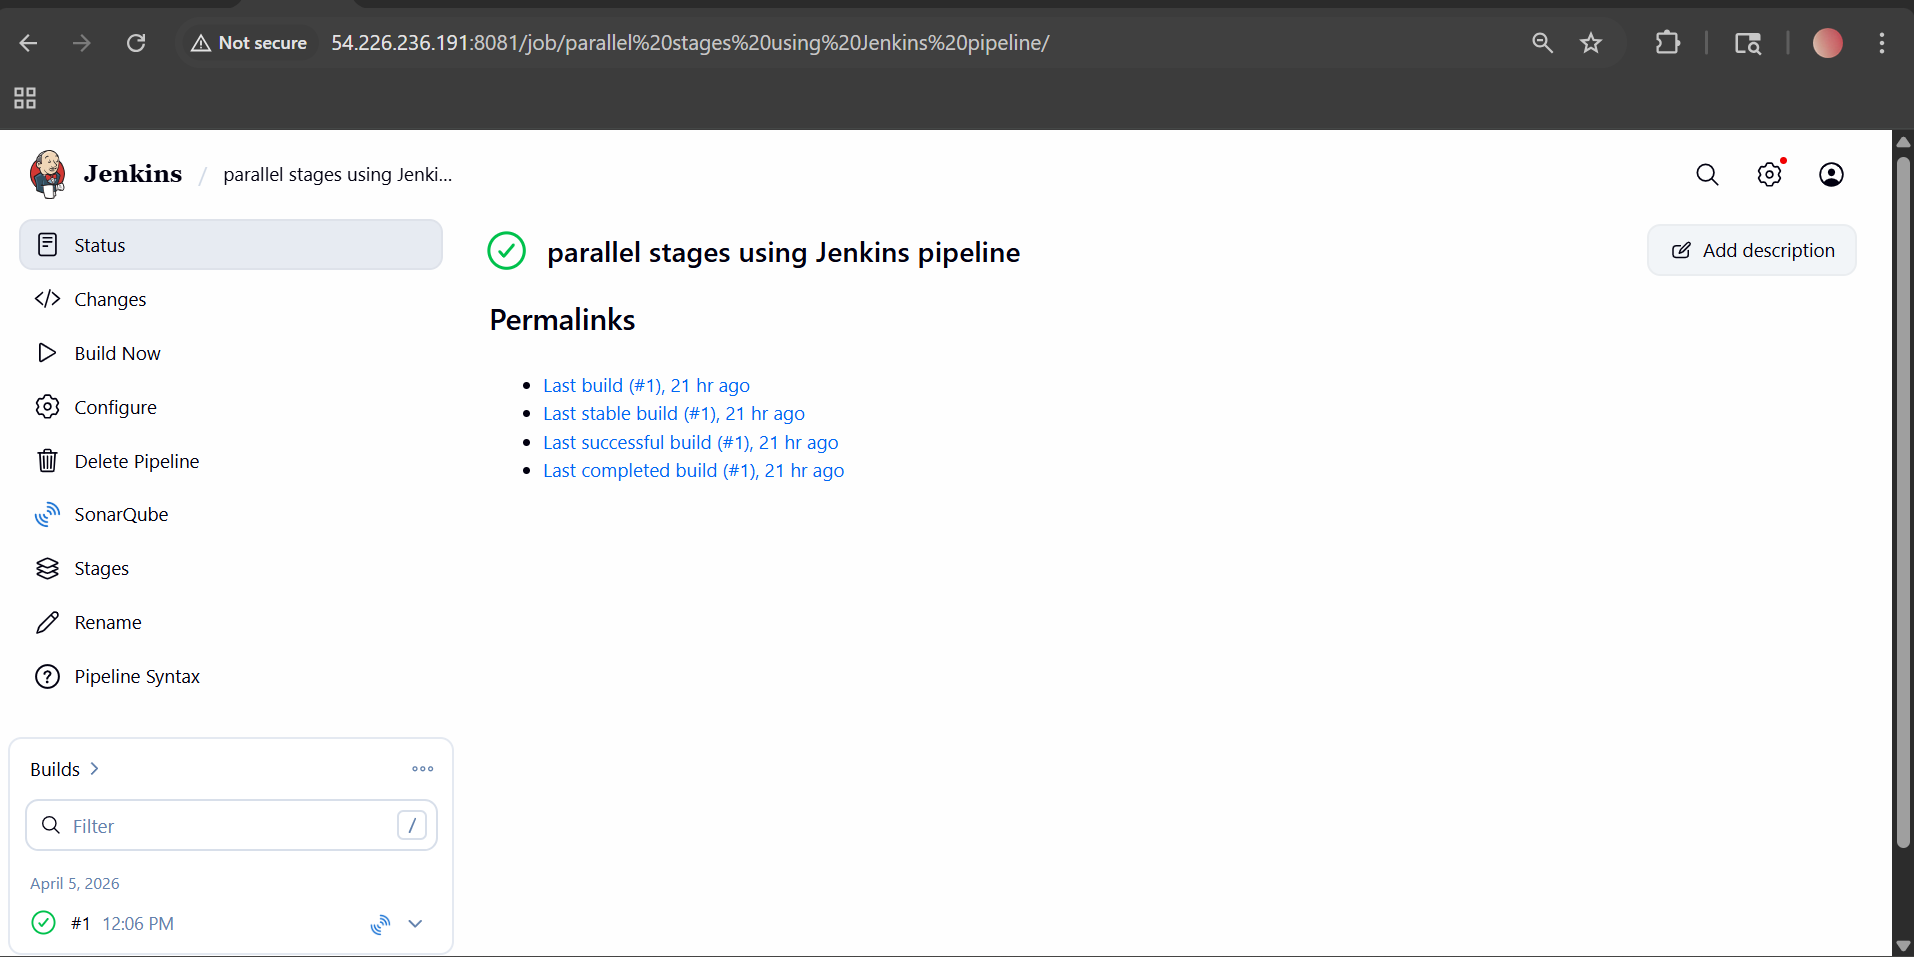 Not secure 54.226.236.191:8081/job/parallel%20stages%20using%20Jenkins%20pipeline/
Jenkins / parallel stages using Jenki...
Status
Changes
Build Now
Configure
Delete Pipeline
SonarQube
Stages
Rename
Pipeline Syntax
Builds
Filter /
April 5, 2026
#1 12:06 PM
parallel stages using Jenkins pipeline
Add description
Permalinks
Last build (#1), 21 hr ago
Last stable build (#1), 21 hr ago
Last successful build (#1), 21 hr ago
Last completed build (#1), 21 hr ago